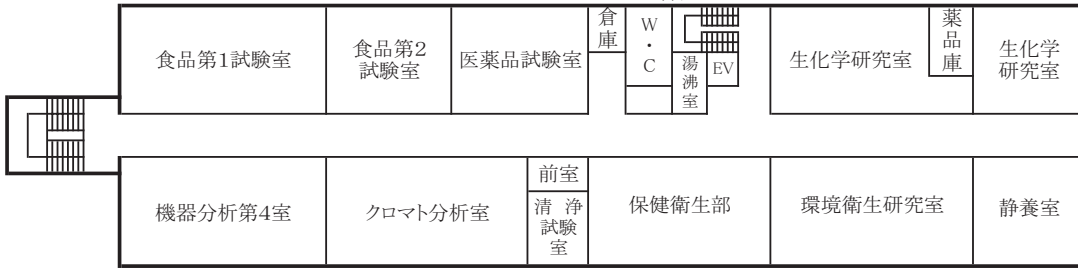 食品第1試験室
食品第2
試験室
医薬品試験室
倉庫
W・C
湯沸室
EV
生化学研究室
薬品庫
生化学
研究室
機器分析第4室
クロマト分析室
前室
清浄
試験
室
保健衛生部
環境衛生研究室
静養室